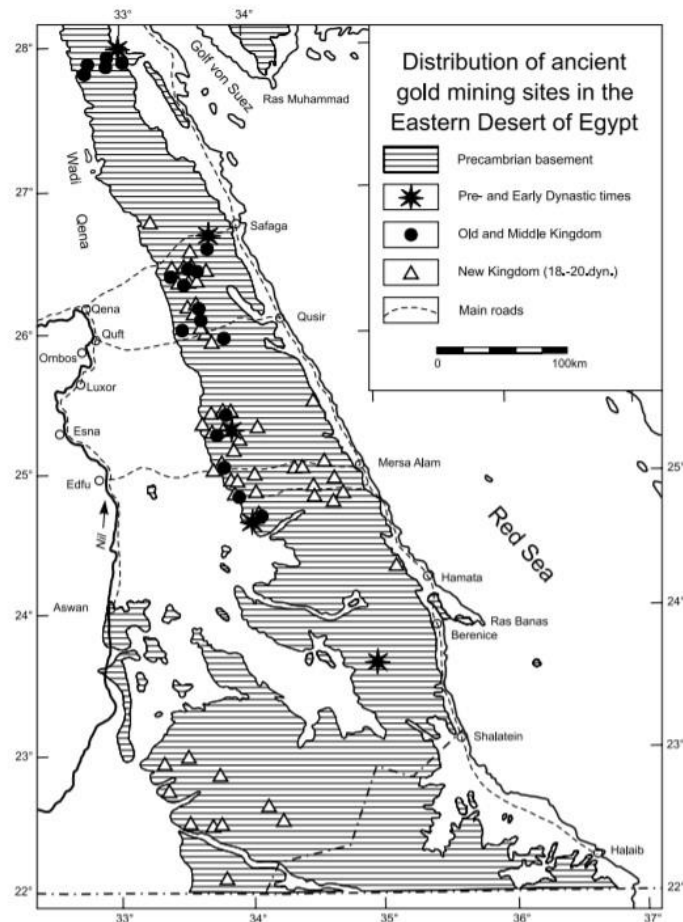 33°
34°
28°
27°
26°
25°
24°
23°
22°
Golf von Suez
Ras Muhammad
Wadi
Qena
Safaga
Qena
Quft
Ombos
Luxor
Esna
Edfu
Nil
Aswan
Qusir
Mersa Alam
Red Sea
Hamata
Ras Banas
Berenice
Shalatein
Halaib
25°
24°
23°
22°
33°
34°
35°
36°
37°
Distribution of ancient
gold mining sites in the
Eastern Desert of Egypt
Precambrian basement
Pre- and Early Dynastic times
Old and Middle Kingdom
New Kingdom (18.-20.dyn.)
Main roads
0
100km